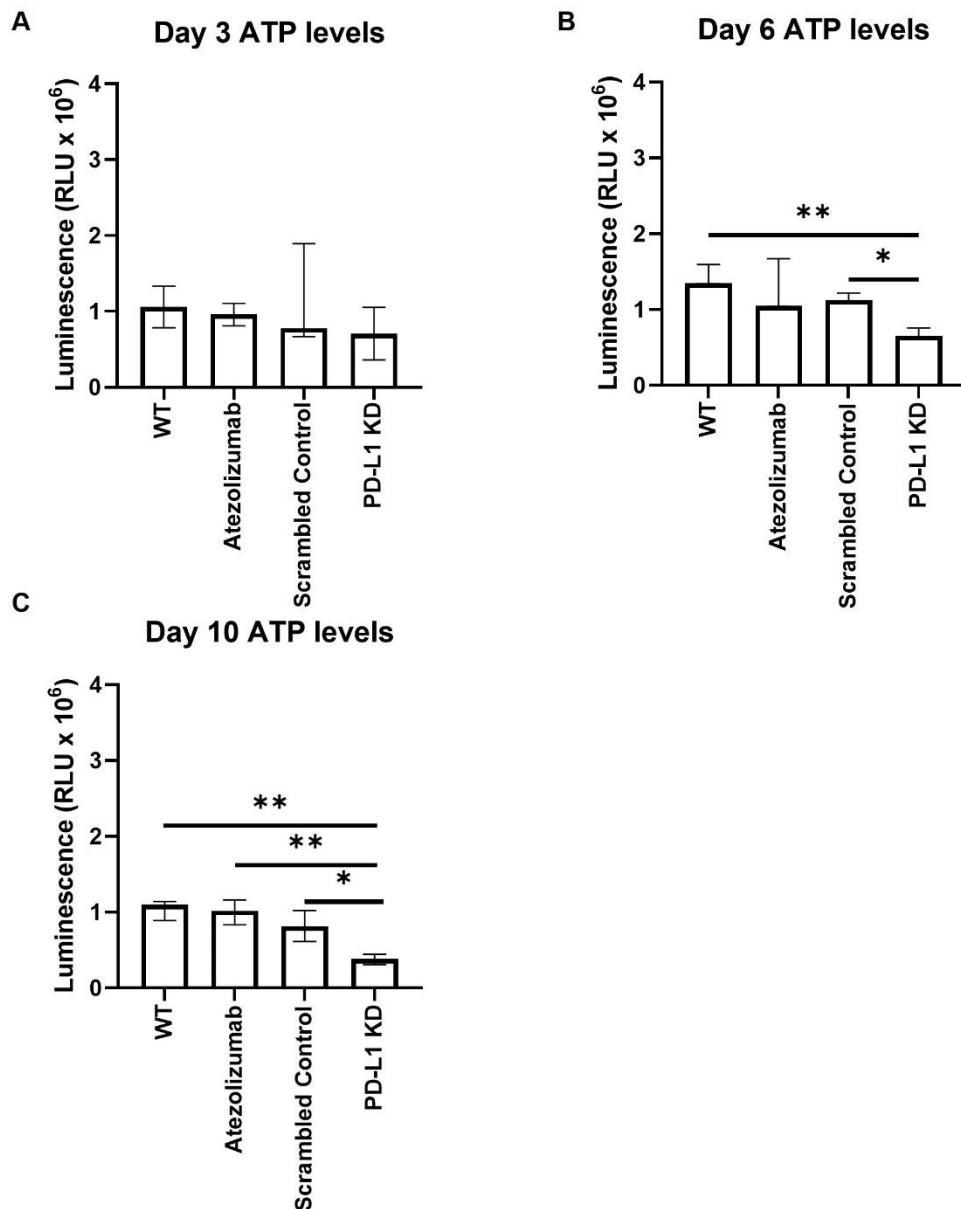 A
Day 3 ATP levels
Luminescence (RLU x 10⁶)
4
3
2
1
0
WT
Atezolizumab
Scrambled Control
PD-L1 KD
B
Day 6 ATP levels
Luminescence (RLU x 10⁶)
4
3
2
1
0
**
*
WT
Atezolizumab
Scrambled Control
PD-L1 KD
C
Day 10 ATP levels
Luminescence (RLU x 10⁶)
4
3
2
1
0
**
**
*
WT
Atezolizumab
Scrambled Control
PD-L1 KD